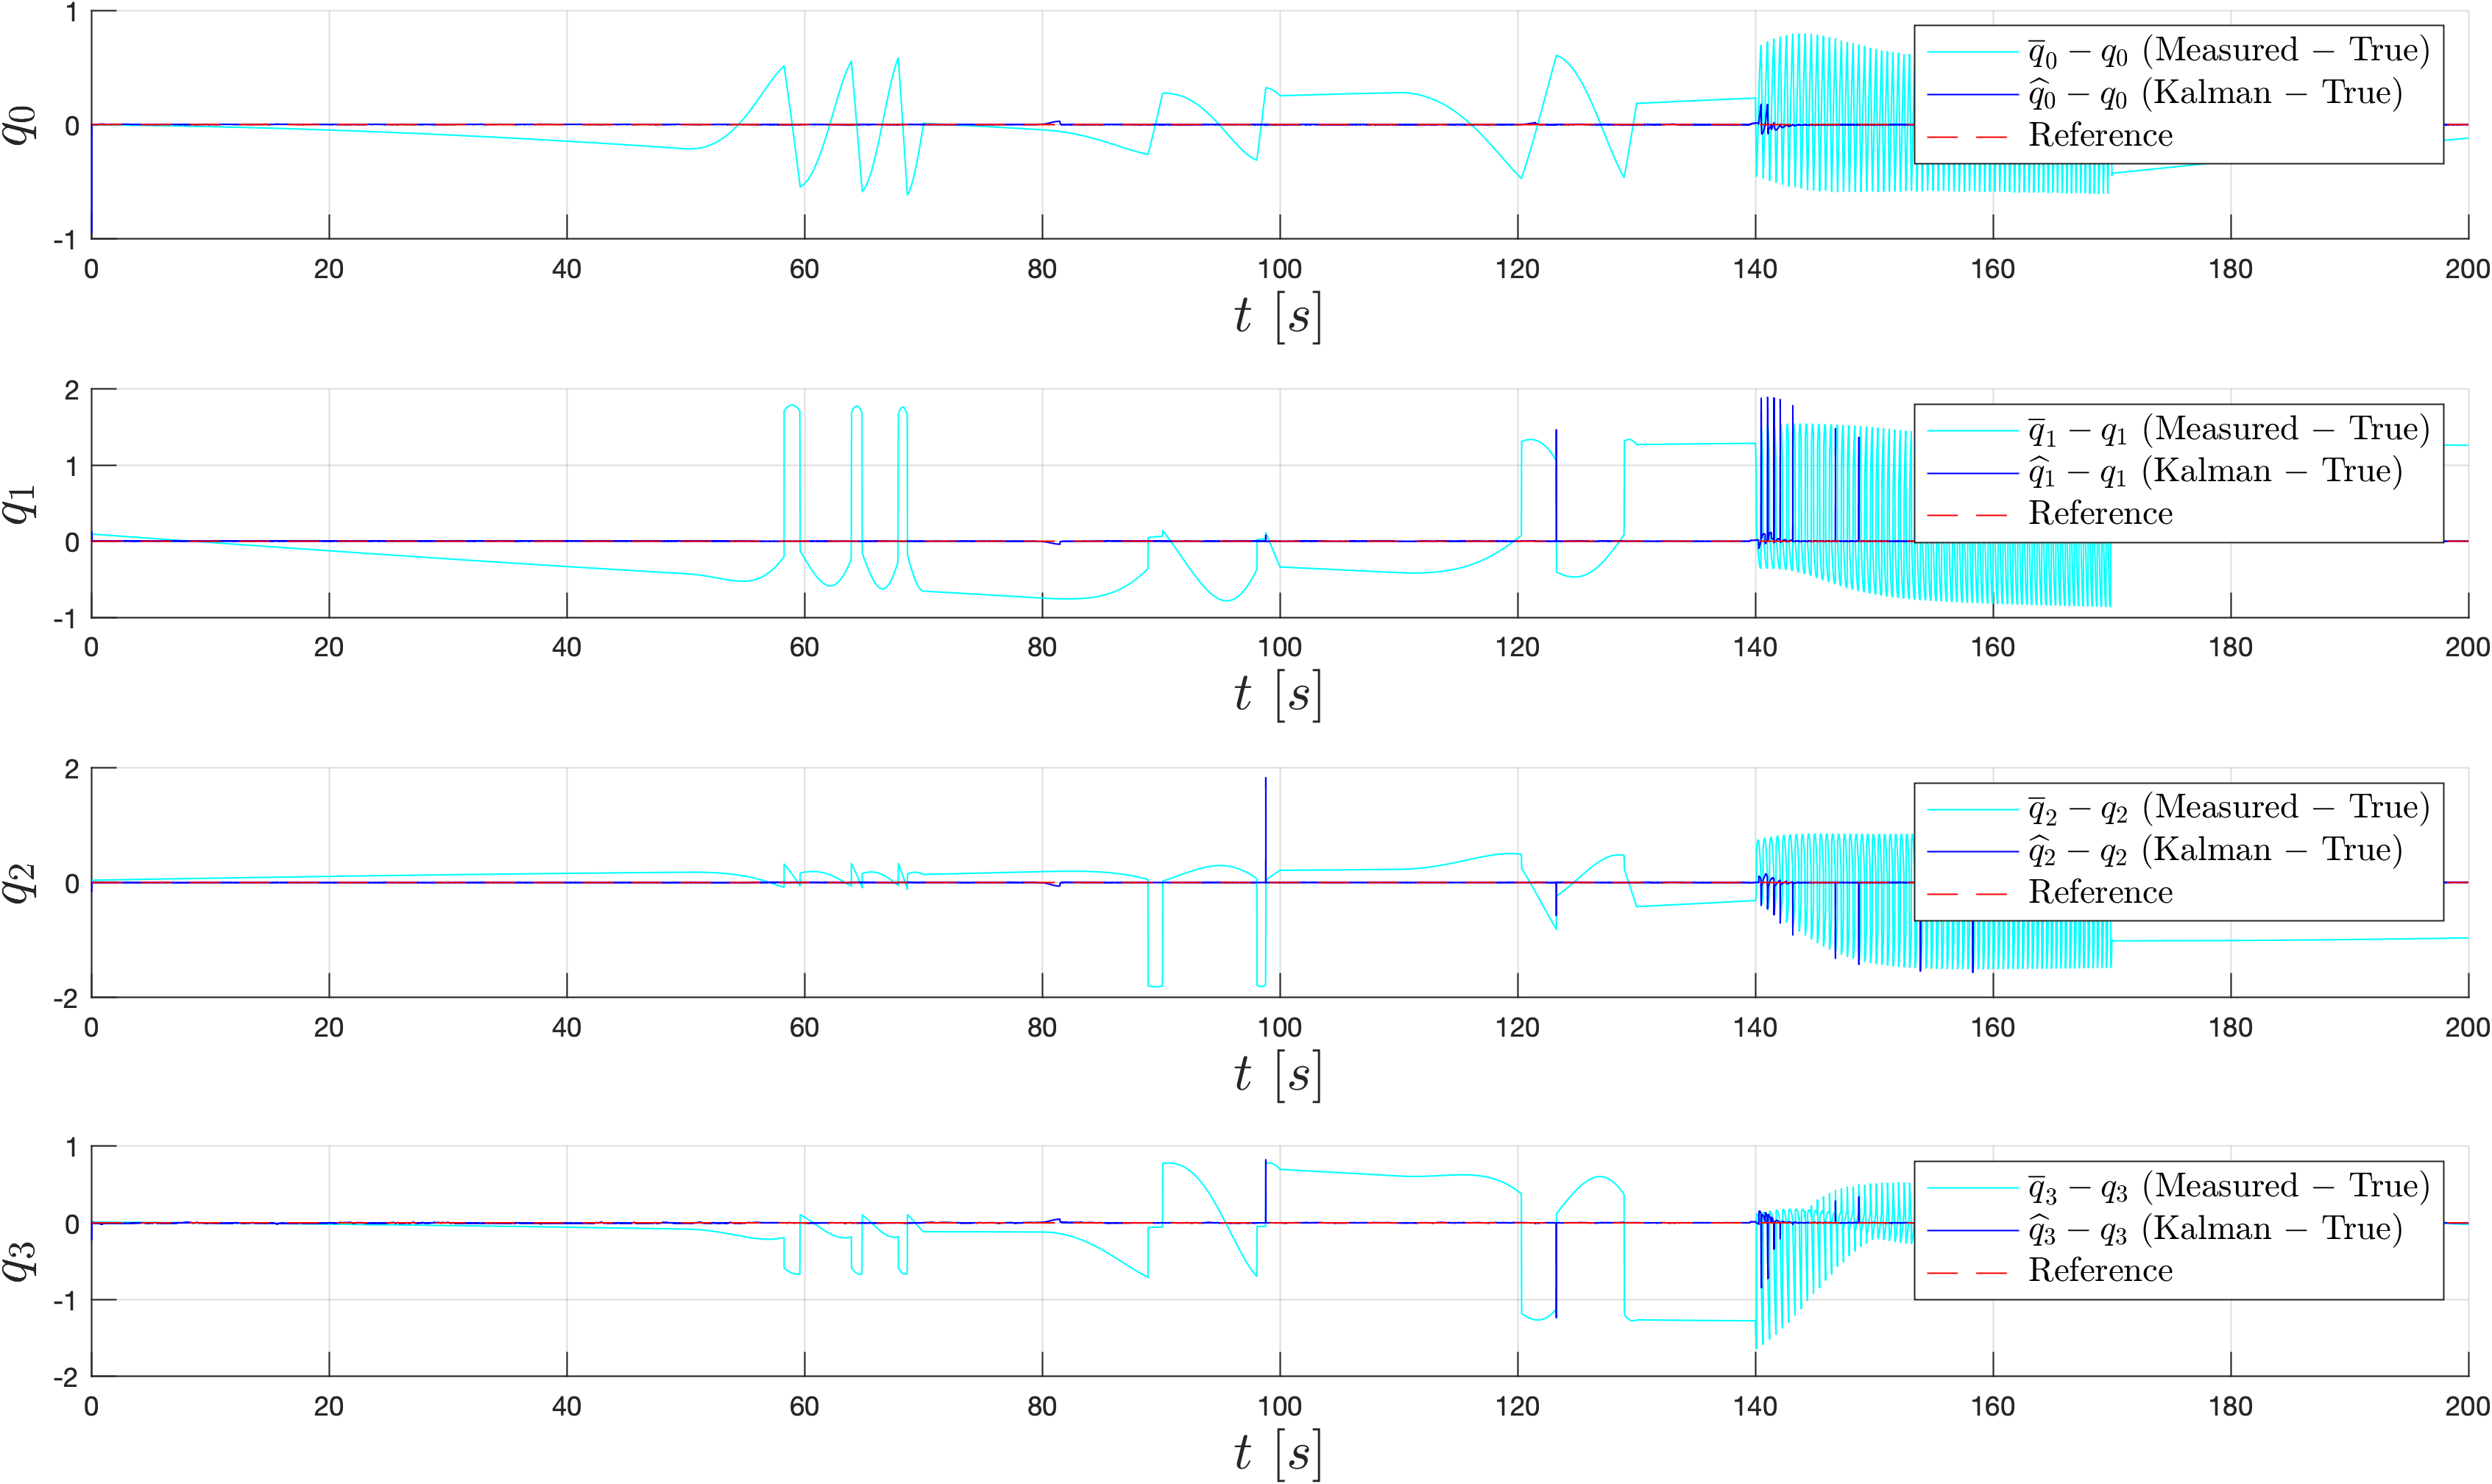 1
0
-1
q0
q̅0 − q0 (Measured − True)
q̂0 − q0 (Kalman − True)
Reference
0 20 40 60 80 100 120 140 160 180 200
t [s]
2
1
0
-1
q1
q̅1 − q1 (Measured − True)
q̂1 − q1 (Kalman − True)
Reference
0 20 40 60 80 100 120 140 160 180 200
t [s]
2
0
-2
q2
q̅2 − q2 (Measured − True)
q̂2 − q2 (Kalman − True)
Reference
0 20 40 60 80 100 120 140 160 180 200
t [s]
1
0
-1
-2
q3
q̅3 − q3 (Measured − True)
q̂3 − q3 (Kalman − True)
Reference
0 20 40 60 80 100 120 140 160 180 200
t [s]